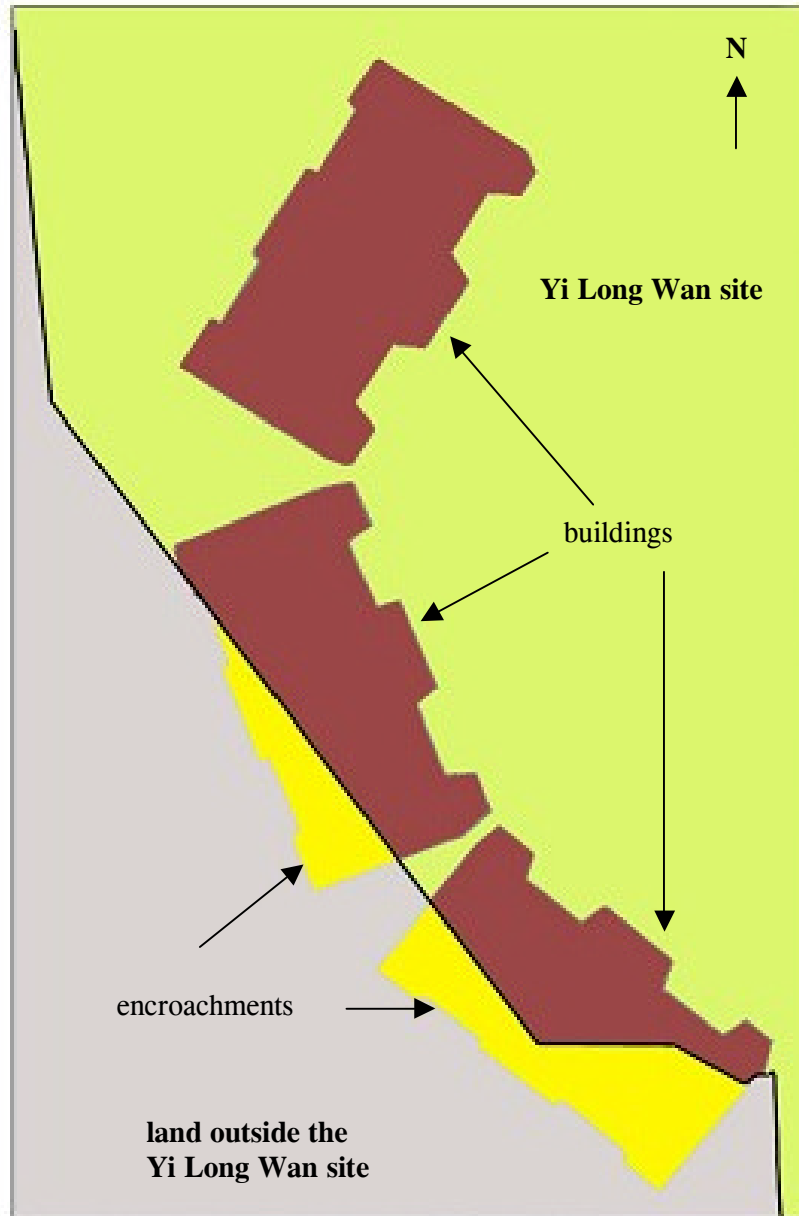 N
Yi Long Wan site
buildings
encroachments
land outside the
Yi Long Wan site